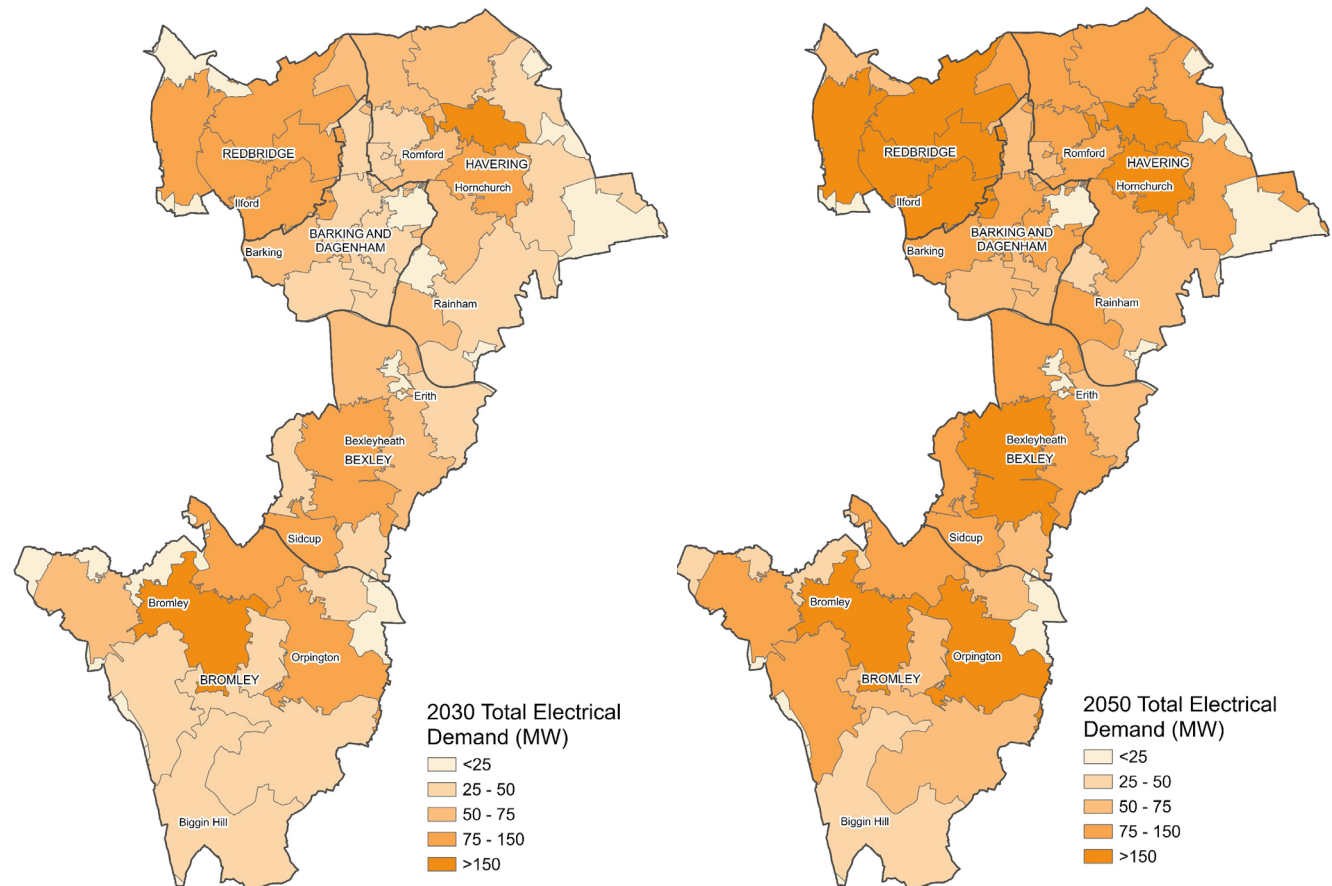 REDBRIDGE
Ilford
Romford
HAVERING
Hornchurch
BARKING AND
DAGENHAM
Barking
Rainham
Erith
Bexleyheath
BEXLEY
Sidcup
Bromley
Orpington
BROMLEY
Biggin Hill
2030 Total Electrical
Demand (MW)
<25
25 - 50
50 - 75
75 - 150
>150
REDBRIDGE
Ilford
Romford
HAVERING
Hornchurch
BARKING AND
DAGENHAM
Barking
Rainham
Erith
Bexleyheath
BEXLEY
Sidcup
Bromley
Orpington
BROMLEY
Biggin Hill
2050 Total Electrical
Demand (MW)
<25
25 - 50
50 - 75
75 - 150
>150